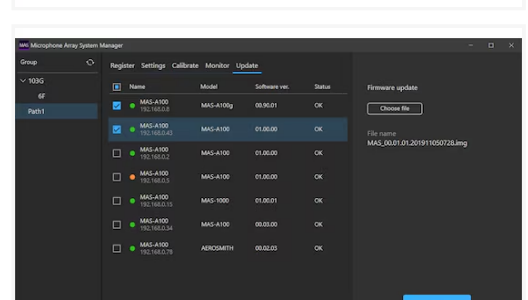 MAS Microphone Array System Manager
Group
Register Settings Calibrate Monitor Update
103G
6F
Path1
Name Model Software ver. Status
MAS-A100 MAS-A100g 00.90.01 OK
192.168.0.8
MAS-A100 MAS-A100 01.00.00 OK
192.168.0.43
MAS-A100 MAS-A100 01.00.00 OK
192.168.0.2
MAS-A100 MAS-A100 01.00.00 OK
192.168.0.5
MAS-A100 MAS-1000 01.00.01 OK
192.168.0.15
MAS-A100 MAS-A100 00.03.00 OK
192.168.0.34
MAS-A100 AEROSMITH 00.02.03 OK
192.168.0.79
Firmware update
Choose file
File name
MAS_00.01.01.201911050728.img